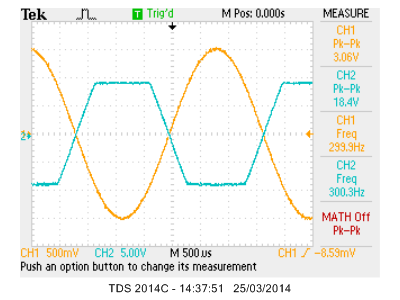 Tek Trig'd M Pos: 0.000s MEASURE
CH1
Pk-Pk
3.06V
CH2
Pk-Pk
18.4V
CH1
Freq
299.9Hz
CH2
Freq
300.3Hz
MATH Off
Pk-Pk
2
CH1 500mV CH2 5.00V M 500us CH1 -8.59mV
Push an option button to change its measurement
TDS 2014C - 14:37:51 25/03/2014